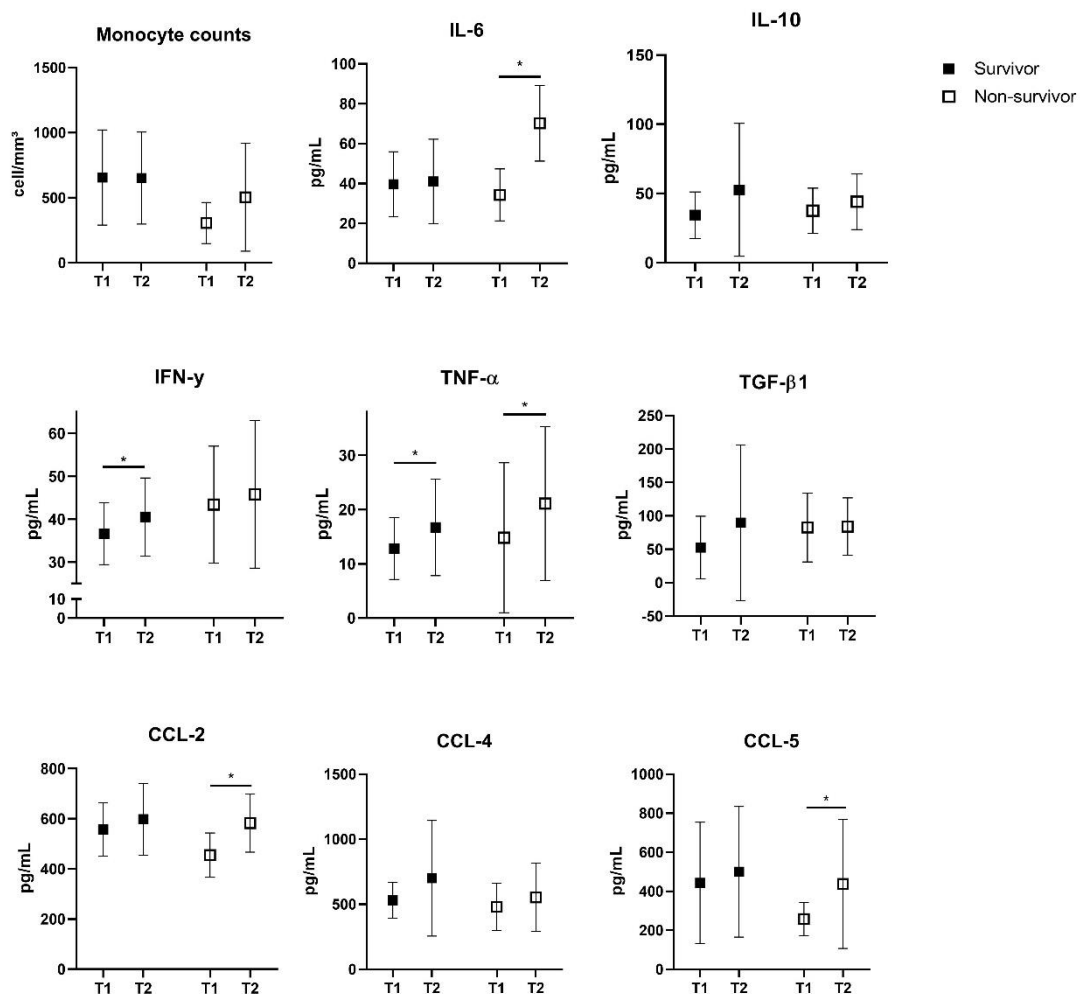 Monocyte counts
1500
1000
500
0
cell/mm³
T1 T2 T1 T2
IL-6
*
100
80
60
40
20
0
pg/mL
T1 T2 T1 T2
IL-10
150
100
50
0
pg/mL
T1 T2 T1 T2
Survivor
Non-survivor
IFN-y
*
60
50
40
30
10
0
pg/mL
T1 T2 T1 T2
TNF-α
*
*
30
20
10
0
pg/mL
T1 T2 T1 T2
TGF-β1
250
200
150
100
50
0
-50
pg/mL
T1 T2 T1 T2
CCL-2
*
800
600
400
200
0
pg/mL
T1 T2 T1 T2
CCL-4
1500
1000
500
0
pg/mL
T1 T2 T1 T2
CCL-5
*
1000
800
600
400
200
0
pg/mL
T1 T2 T1 T2